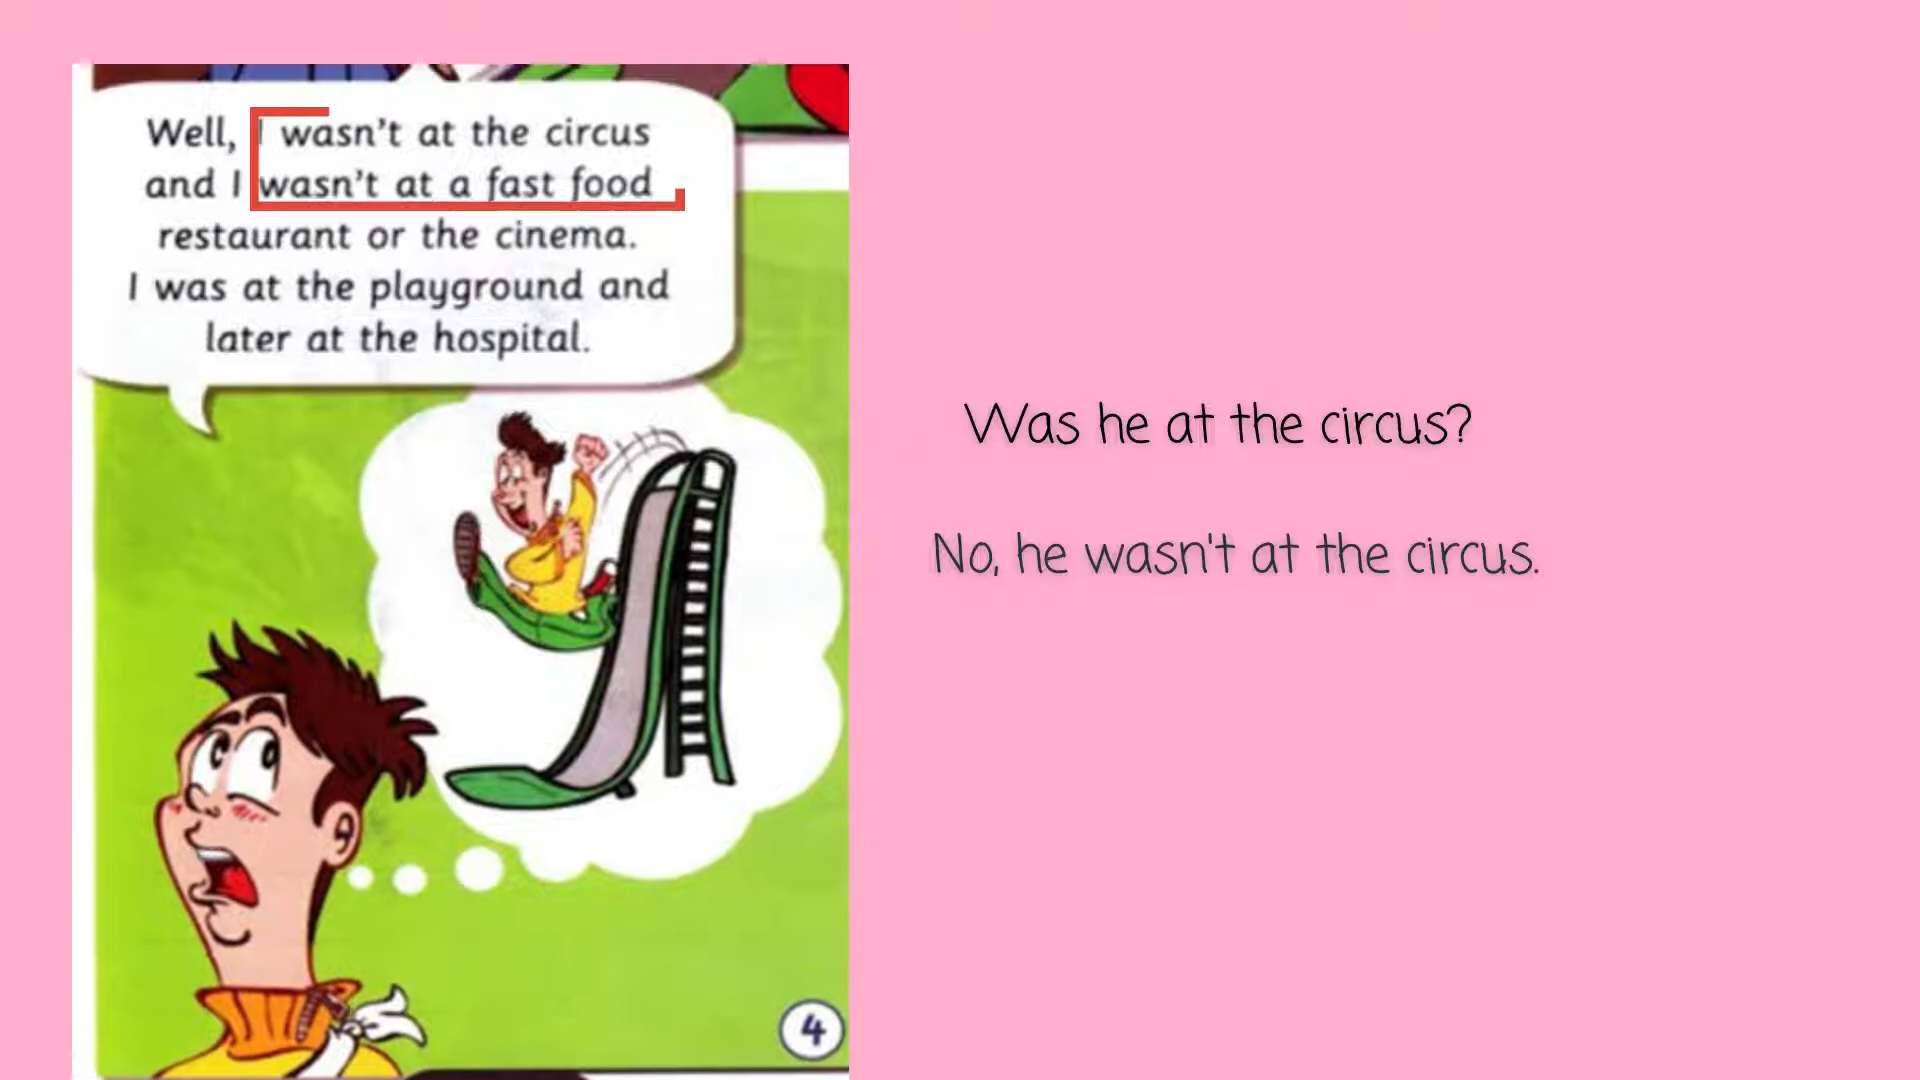 Well, I wasn't at the circus
and I wasn't at a fast food
restaurant or the cinema.
I was at the playground and
later at the hospital.
4
Was he at the circus?
No, he wasn't at the circus.